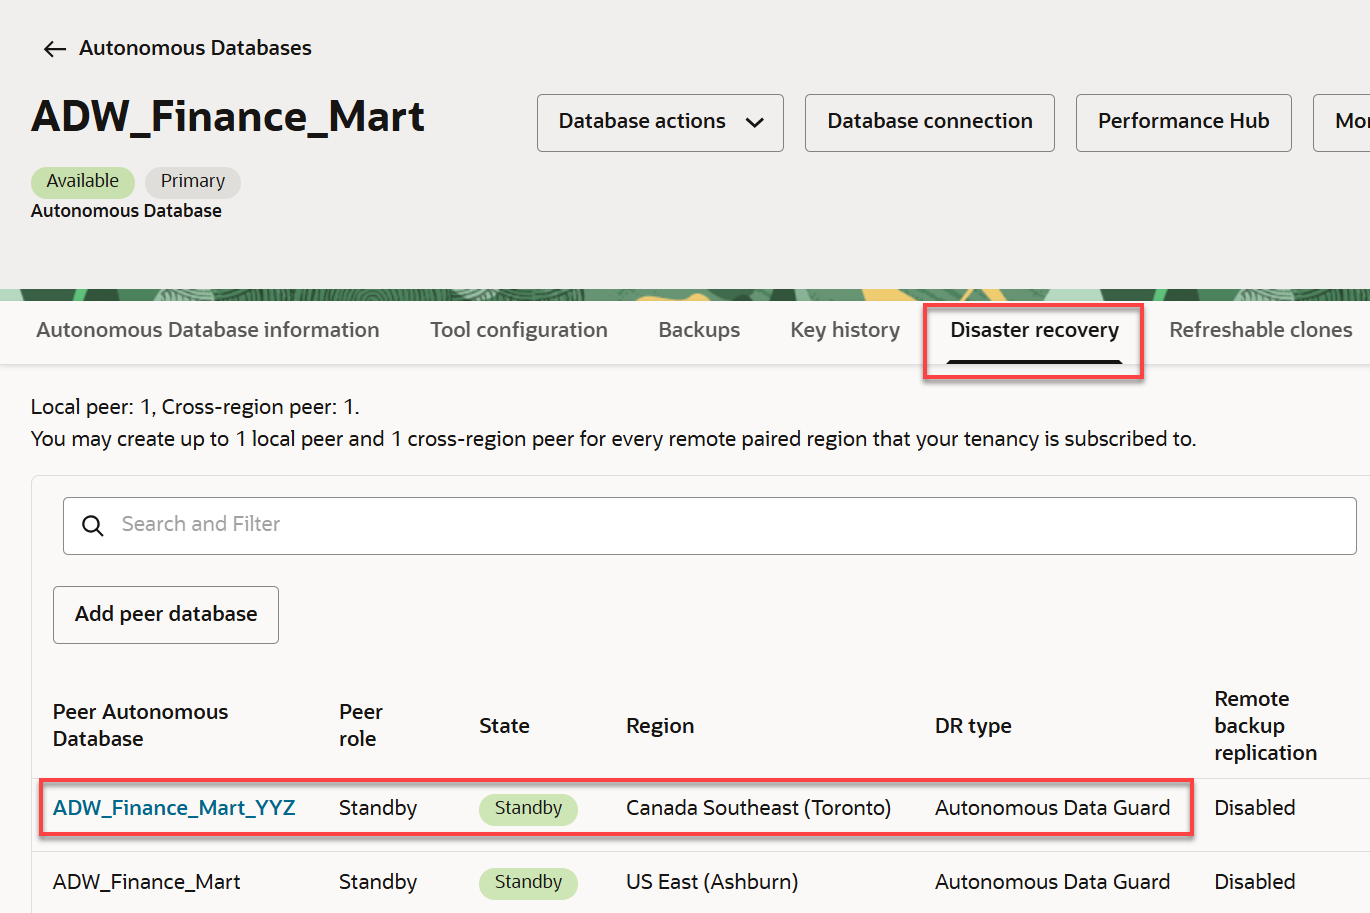 Autonomous Databases
ADW_Finance_Mart
Database actions
Database connection
Performance Hub
Available
Primary
Autonomous Database
Autonomous Database information
Tool configuration
Backups
Key history
Disaster recovery
Refreshable clones
Local peer: 1, Cross-region peer: 1.
You may create up to 1 local peer and 1 cross-region peer for every remote paired region that your tenancy is subscribed to.
Search and Filter
Add peer database
Peer Autonomous
Database
Peer
role
State
Region
DR type
Remote
backup
replication
ADW_Finance_Mart_YYZ
Standby
Standby
Canada Southeast (Toronto)
Autonomous Data Guard
Disabled
ADW_Finance_Mart
Standby
Standby
US East (Ashburn)
Autonomous Data Guard
Disabled